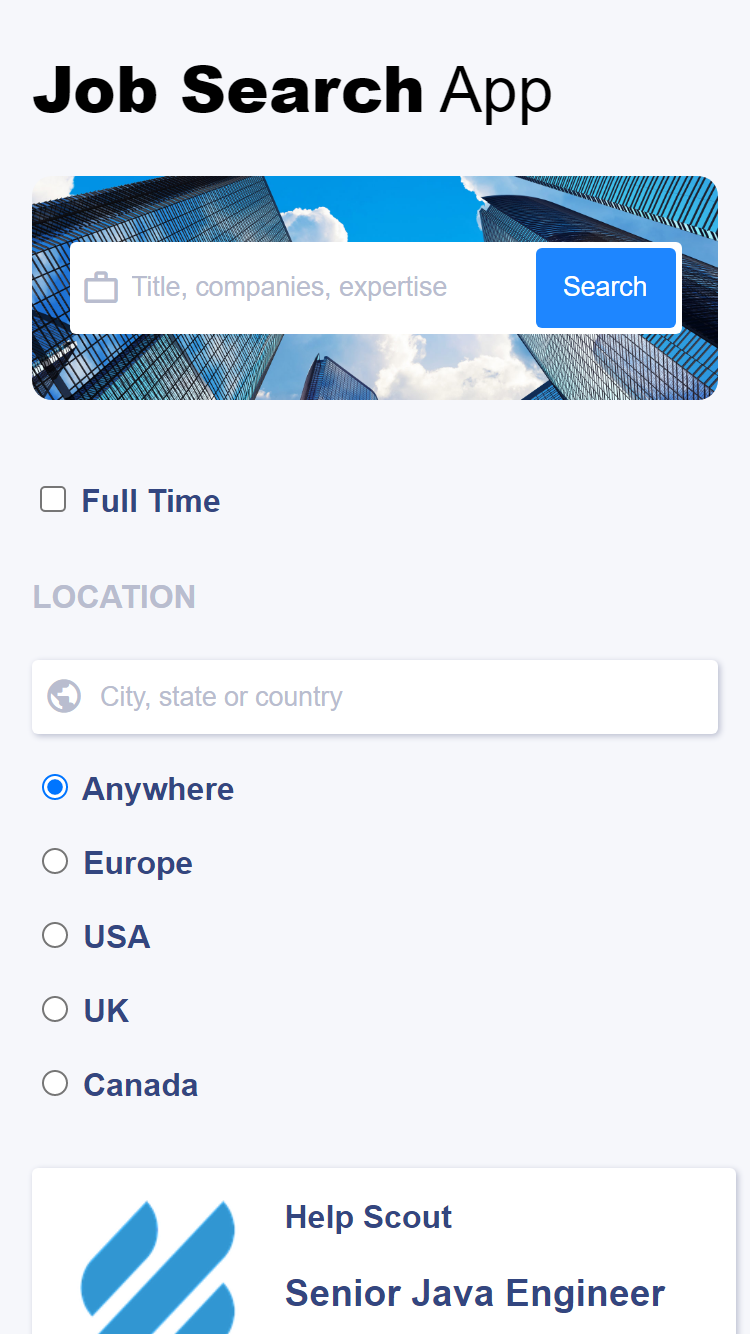 Job Search App
Title, companies, expertise
Search
Full Time
LOCATION
City, state or country
Anywhere
Europe
USA
UK
Canada
Help Scout
Senior Java Engineer